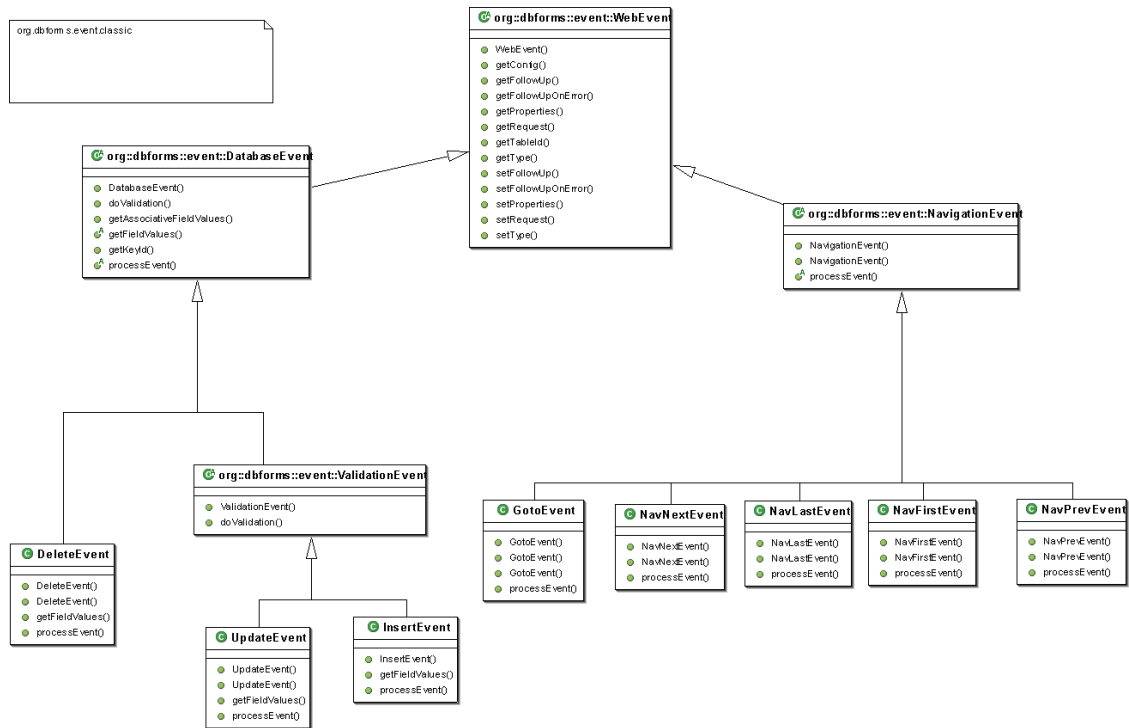 org.dbforms.event.classic
org::dbforms::event::WebEvent
WebEvent()
getConfig()
getFollowUp()
getFollowUpOnError()
getProperties()
getRequest()
getTableId()
getType()
setFollowUp()
setFollowUpOnError()
setProperties()
setRequest()
setType()
org::dbforms::event::DatabaseEvent
DatabaseEvent()
doValidation()
getAssociativeFieldValues()
getFieldValues()
getKeyId()
processEvent()
org::dbforms::event::NavigationEvent
NavigationEvent()
NavigationEvent()
processEvent()
org::dbforms::event::ValidationEvent
ValidationEvent()
doValidation()
DeleteEvent
DeleteEvent()
DeleteEvent()
getFieldValues()
processEvent()
UpdateEvent
UpdateEvent()
UpdateEvent()
getFieldValues()
processEvent()
InsertEvent
InsertEvent()
getFieldValues()
processEvent()
GotoEvent
GotoEvent()
GotoEvent()
GotoEvent()
processEvent()
NavNextEvent
NavNextEvent()
NavNextEvent()
processEvent()
NavLastEvent
NavLastEvent()
NavLastEvent()
processEvent()
NavFirstEvent
NavFirstEvent()
NavFirstEvent()
processEvent()
NavPrevEvent
NavPrevEvent()
NavPrevEvent()
processEvent()